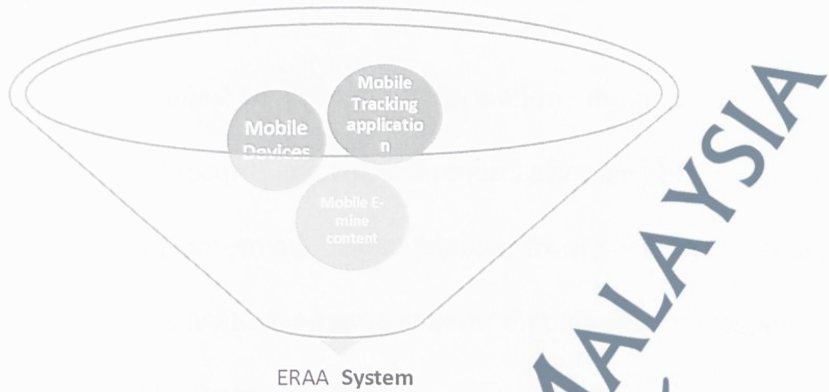 Mobile
Tracking
applicatio
n
Mobile
Devices
Mobile E-
mine
content
ERAA System
MALAYSIA